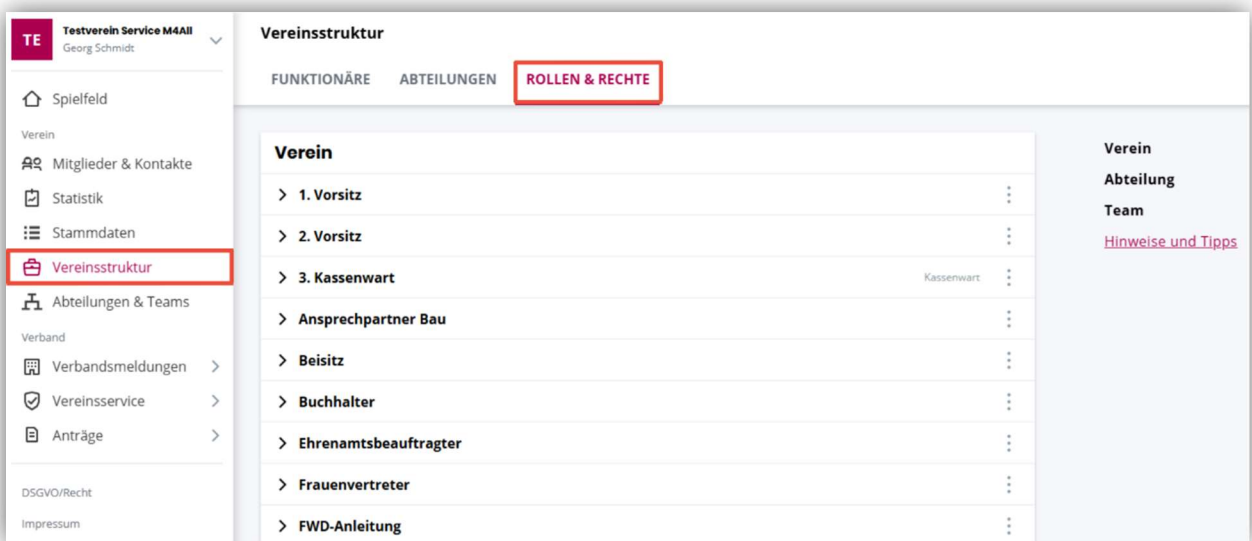 TE
Testverein Service M4All
Georg Schmidt
Spielfeld
Verein
Mitglieder & Kontakte
Statistik
Stammdaten
Vereinsstruktur
Abteilungen & Teams
Verband
Verbandsmeldungen
Vereinsservice
Anträge
DSGVO/Recht
Impressum
Vereinsstruktur
FUNKTIONÄRE ABTEILUNGEN ROLLEN & RECHTE
Verein
1. Vorsitz
2. Vorsitz
3. Kassenwart Kassenwart
Ansprechpartner Bau
Beisitz
Buchhalter
Ehrenamtsbeauftragter
Frauenvertreter
FWD-Anleitung
Verein
Abteilung
Team
Hinweise und Tipps